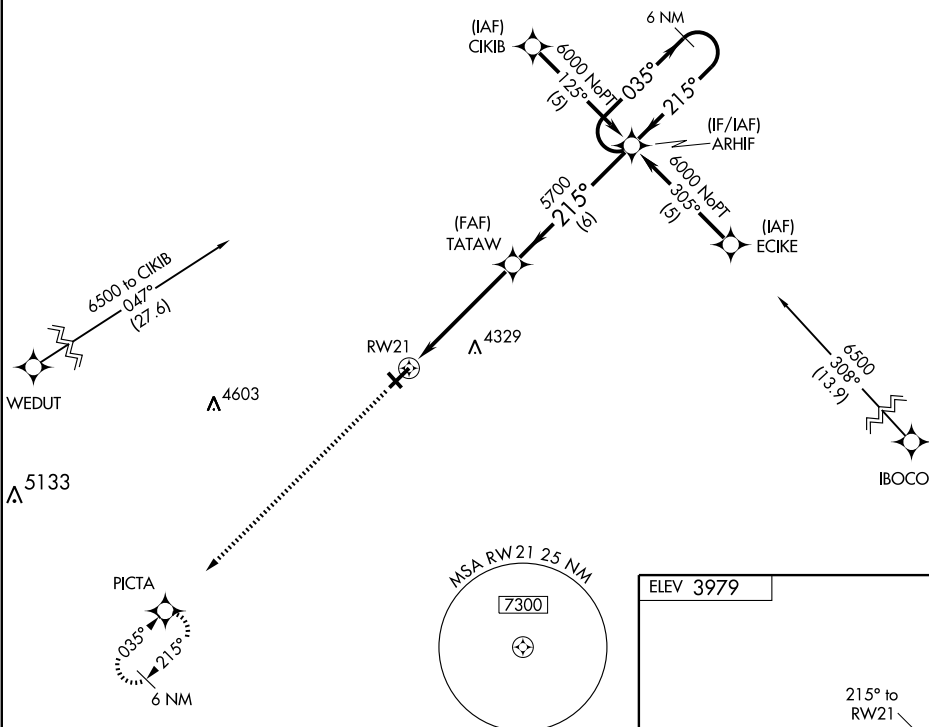 6 NM
(IAF)
CIKIB
6000 NoPT
125°
(5)
035°
215°
(IF/IAF)
ARHIF
6000 NoPT
305°
(5)
(IAF)
ECIKE
5700
215°
(6)
(FAF)
TATAW
6500 to CIKIB
047°
(27.6)
WEDUT
RW21
4329
4603
6500
308°
(13.9)
IBOCO
5133
PICTA
035°
215°
6 NM
MSA RW21 25 NM
7300
ELEV 3979
215° to
RW21